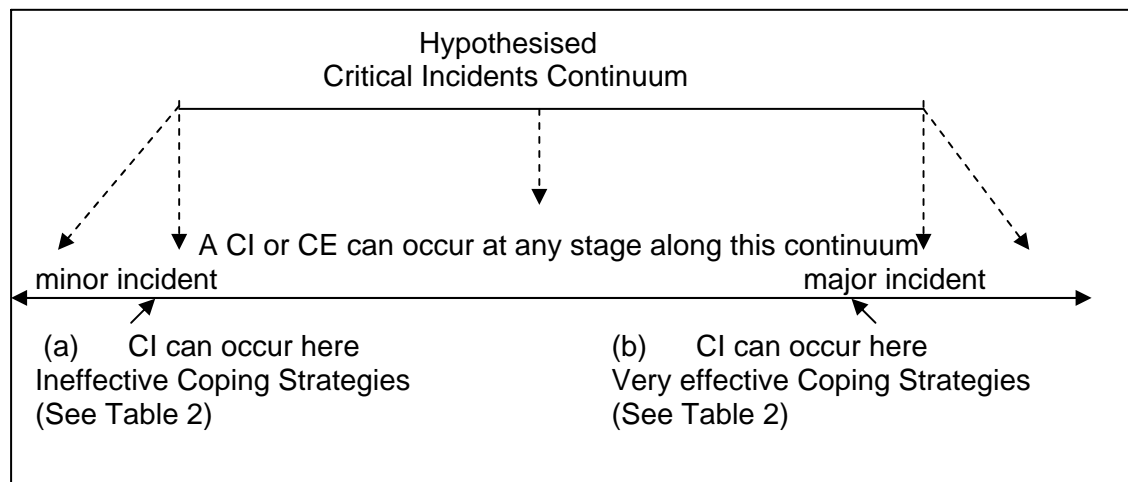 Hypothesised
Critical Incidents Continuum
A CI or CE can occur at any stage along this continuum
minor incident major incident
(a) CI can occur here
Ineffective Coping Strategies
(See Table 2)
(b) CI can occur here
Very effective Coping Strategies
(See Table 2)